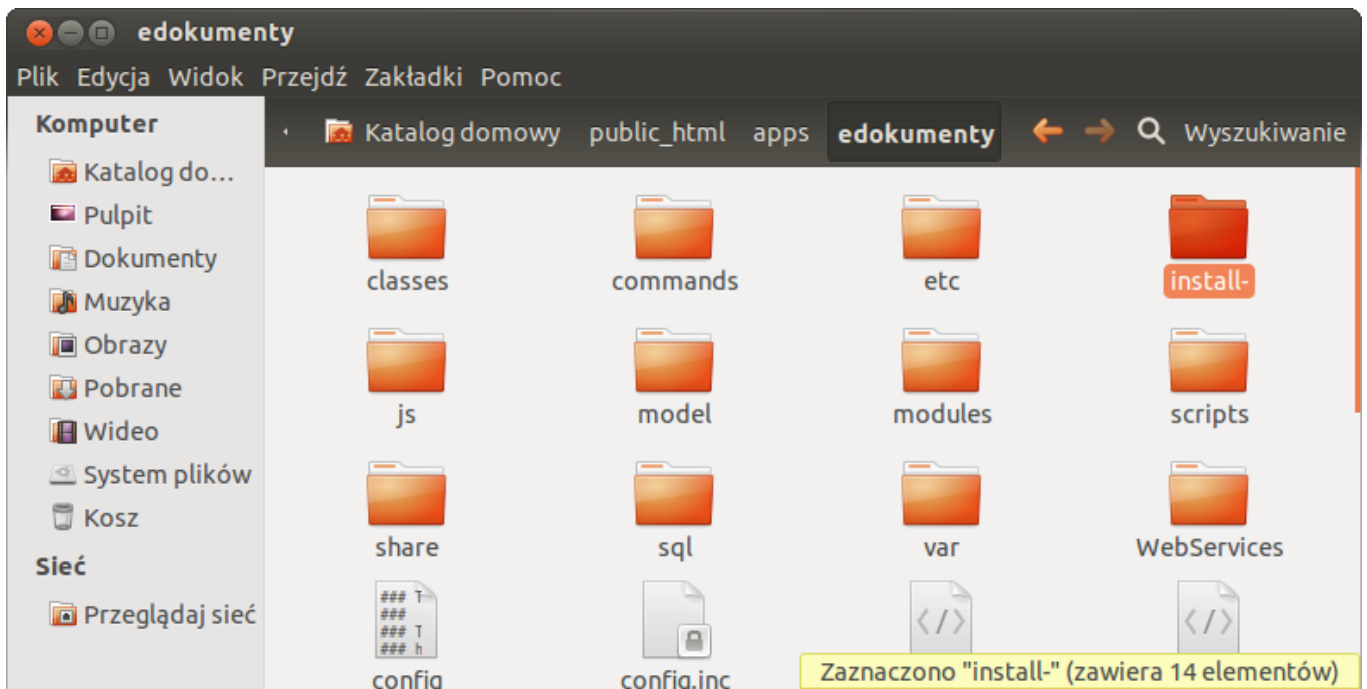 edokumenty
Plik Edycja Widok Przejdź Zakładki Pomoc
Komputer
Katalog do...
Pulpit
Dokumenty
Muzyka
Obrazy
Pobrane
Wideo
System plików
Kosz
Sieć
Przeglądaj sieć
Katalog domowy public_html apps edokumenty Wyszukiwanie
classes commands etc install-
js model modules scripts
share sql var WebServices
### T
###
### T
### h
</> </>
config config.inc
Zaznaczono "install-" (zawiera 14 elementów)